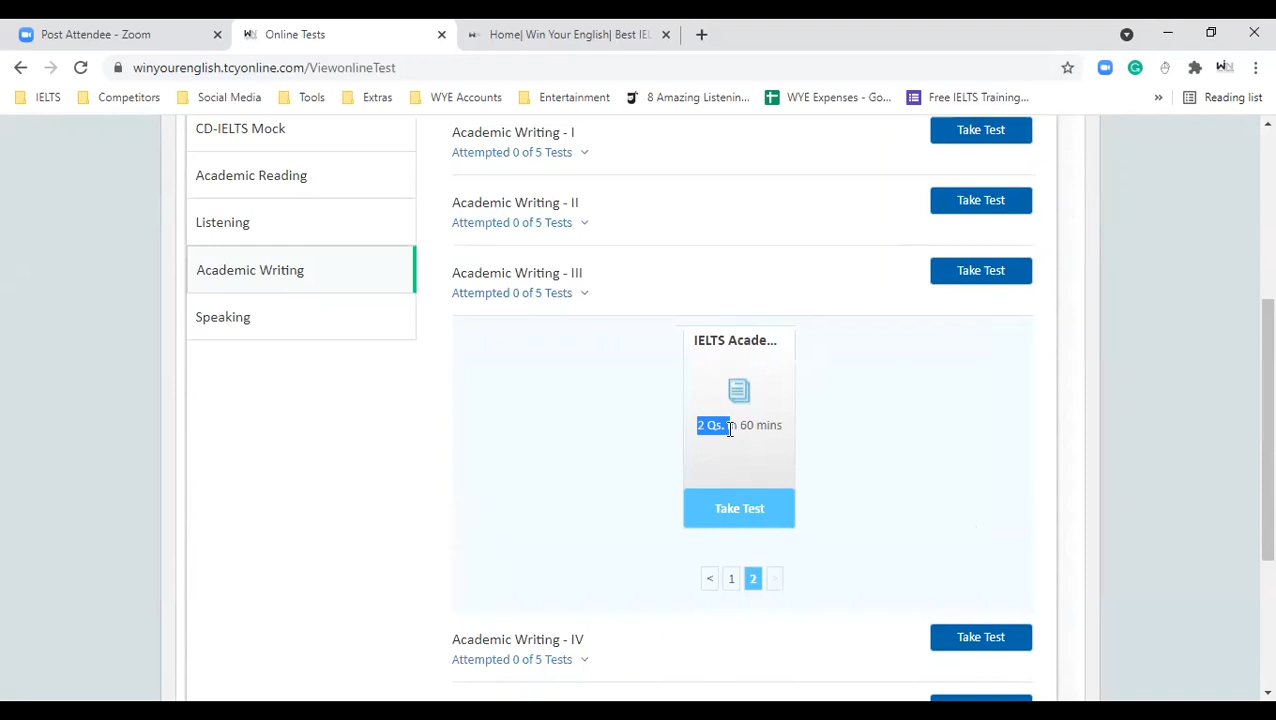 Post Attendee - Zoom
Online Tests
Home| Win Your English| Best IEL
winyourenglish.tcyonline.com/ViewonlineTest
IELTS
Competitors
Social Media
Tools
Extras
WYE Accounts
Entertainment
8 Amazing Listenin...
WYE Expenses - Go...
Free IELTS Training...
»
Reading list
CD-IELTS Mock
Academic Reading
Listening
Academic Writing
Speaking
Academic Writing - I
Attempted 0 of 5 Tests
Take Test
Academic Writing - II
Attempted 0 of 5 Tests
Take Test
Academic Writing - III
Attempted 0 of 5 Tests
Take Test
IELTS Acade...
2 Qs. in 60 mins
Take Test
< 1 2 >
Academic Writing - IV
Attempted 0 of 5 Tests
Take Test